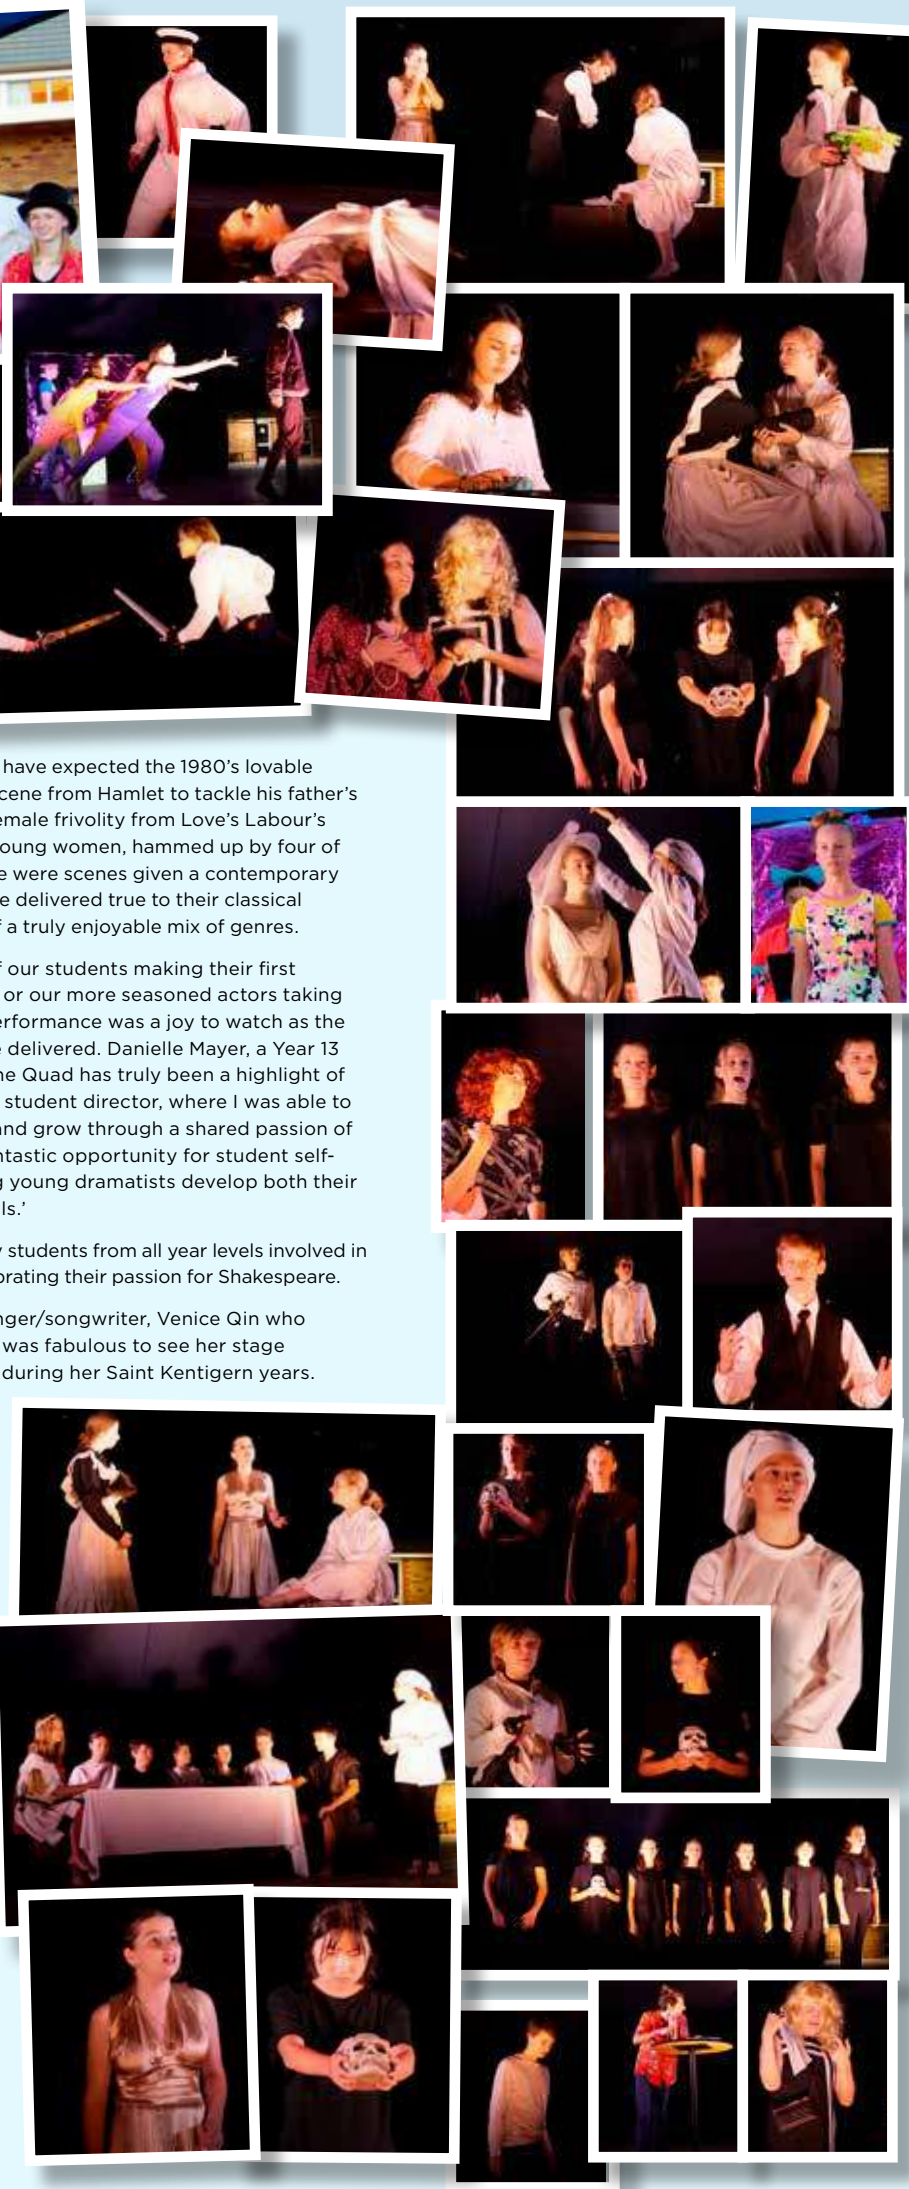 have expected the 1980's lovable
cene from Hamlet to tackle his father's
emale frivolity from Love's Labour's
oung women, hammed up by four of
e were scenes given a contemporary
e delivered true to their classical
f a truly enjoyable mix of genres.
f our students making their first
or our more seasoned actors taking
erformance was a joy to watch as the
e delivered. Danielle Mayer, a Year 13
he Quad has truly been a highlight of
student director, where I was able to
and grow through a shared passion of
ntastic opportunity for student self-
g young dramatists develop both their
ls.'
y students from all year levels involved in
brating their passion for Shakespeare.
nger/songwriter, Venice Qin who
was fabulous to see her stage
during her Saint Kentigern years.